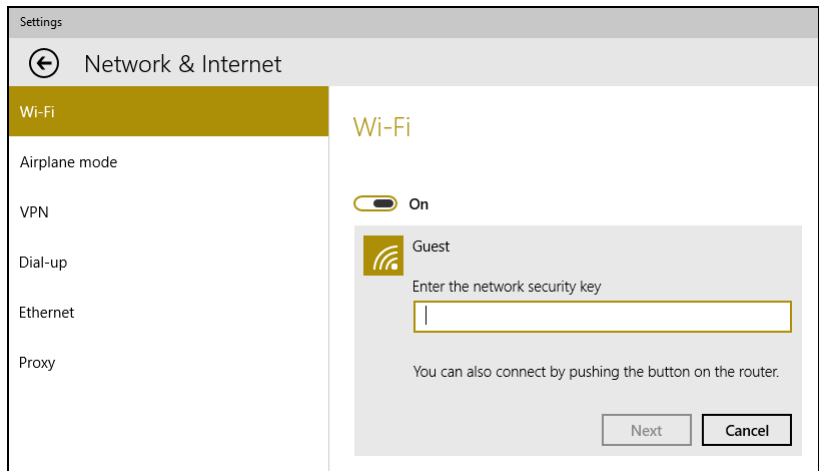 Settings
Network & Internet
Wi-Fi
Airplane mode
VPN
Dial-up
Ethernet
Proxy
Wi-Fi
On
Guest
Enter the network security key
You can also connect by pushing the button on the router.
Next
Cancel